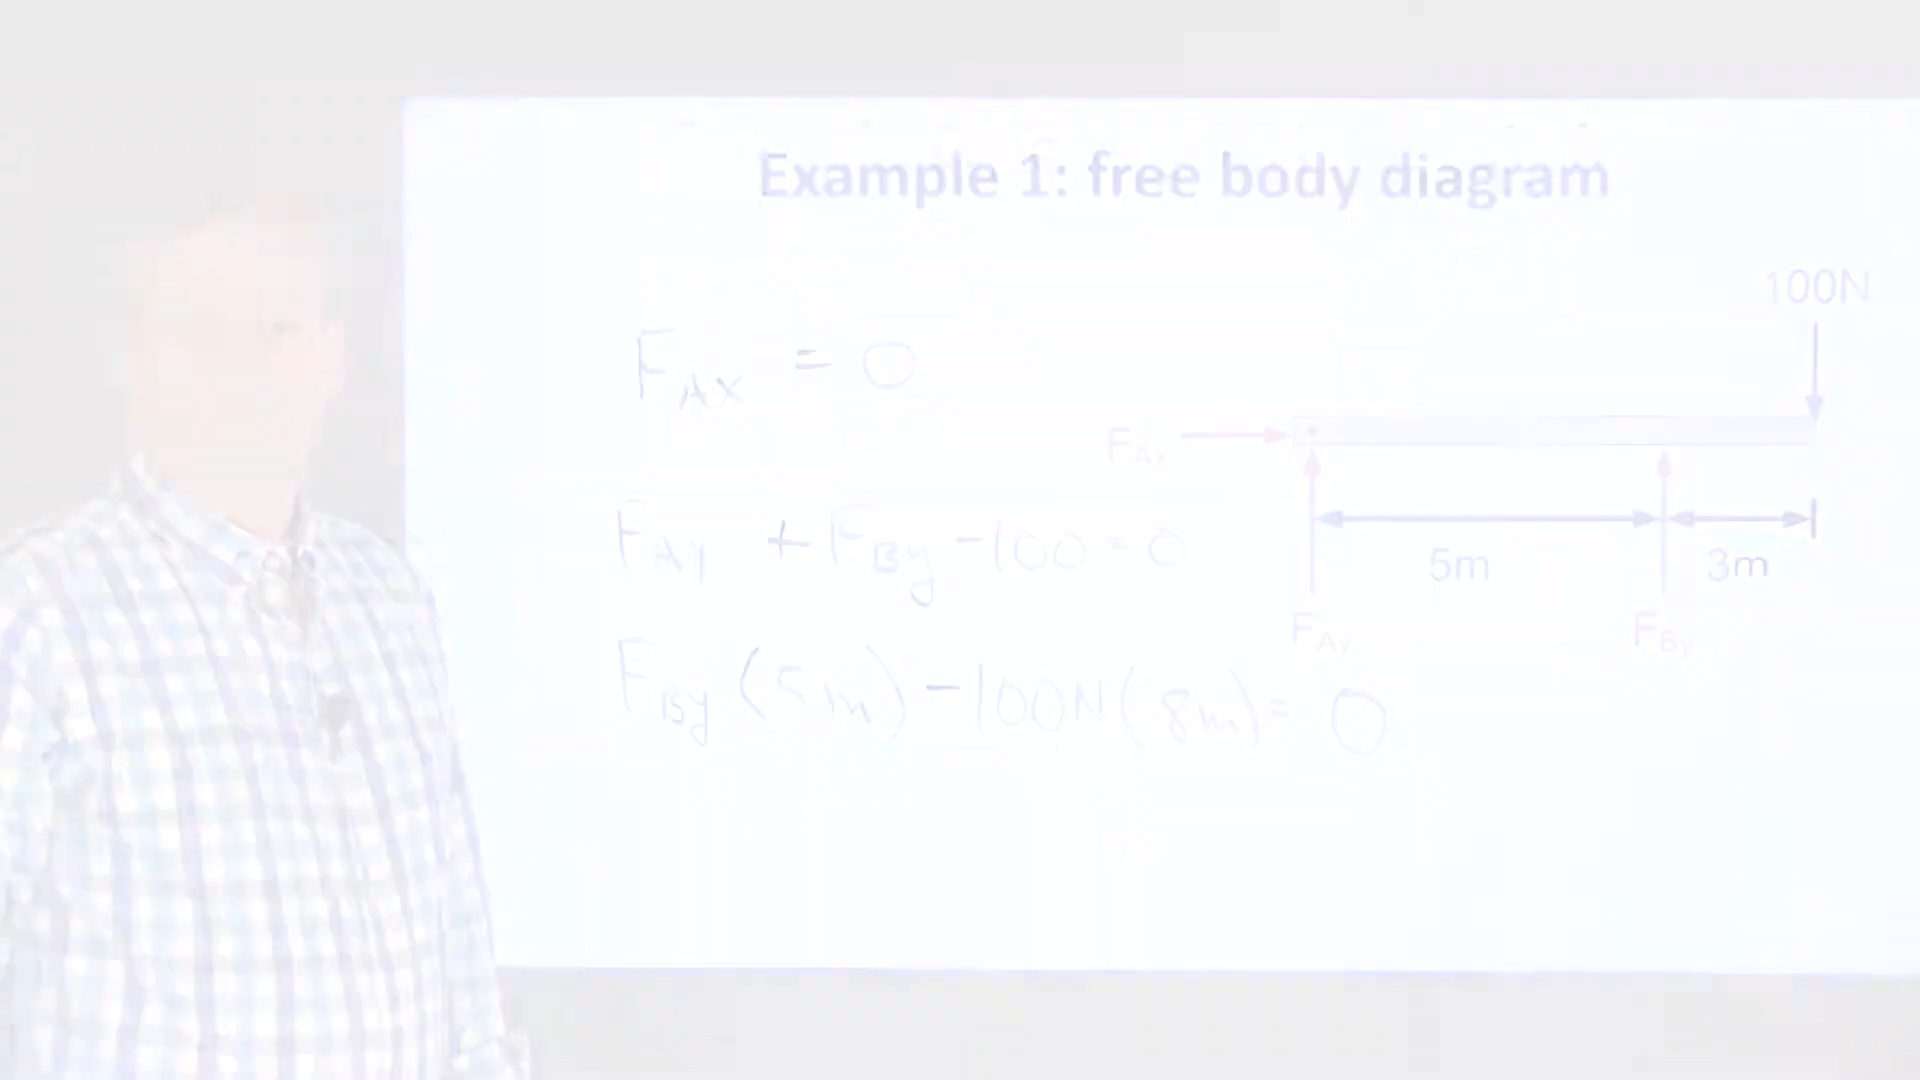 Example 1: free body diagram
100N
F_AX = 0
F_Ax
F_AY + F_By -100 = 0
5m 3m
F_Ay F_By
F_By (5m) -100N (8m) = 0